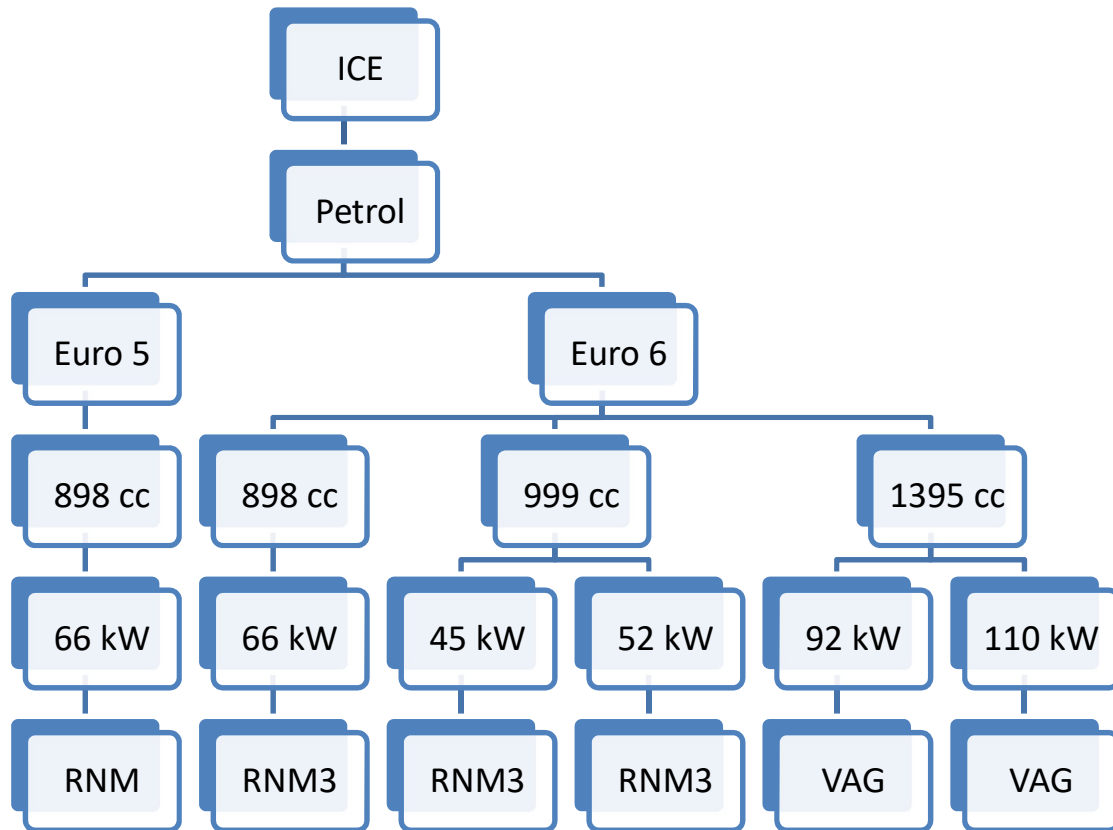 ICE
Petrol
Euro 5
Euro 6
898 cc
898 cc
999 cc
1395 cc
66 kW
66 kW
45 kW
52 kW
92 kW
110 kW
RNM
RNM3
RNM3
RNM3
VAG
VAG